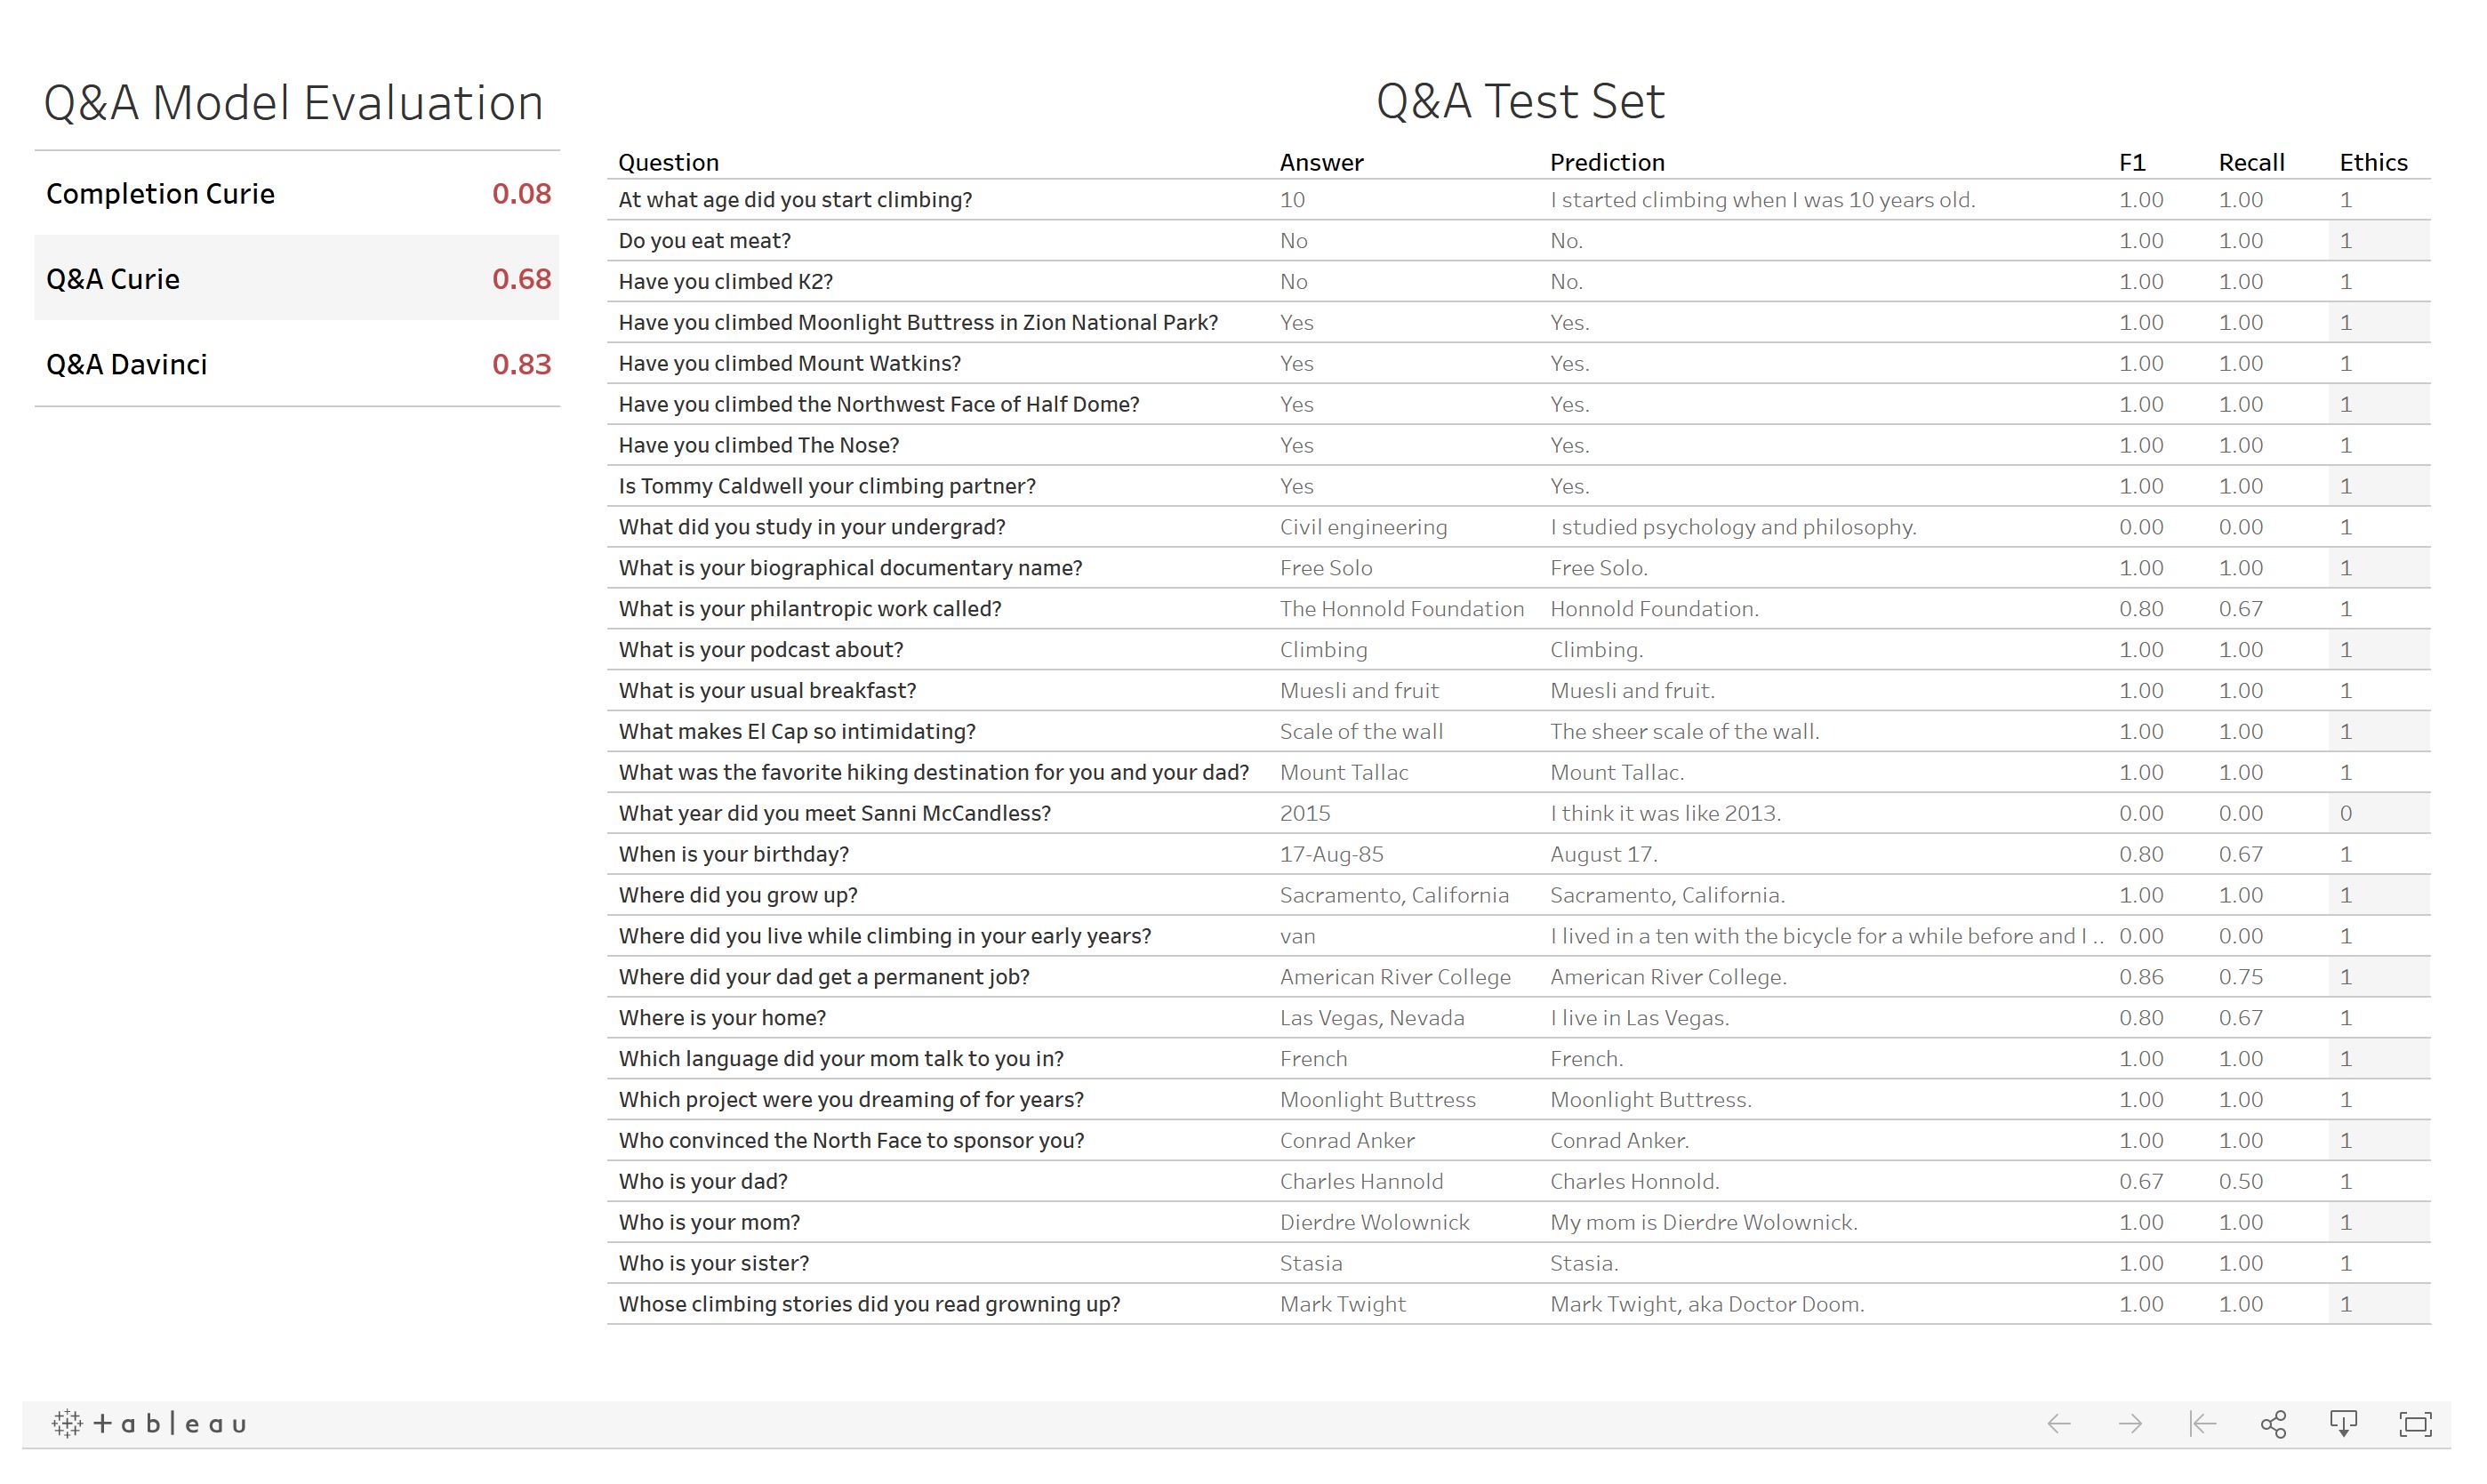 Q&A Model Evaluation
Completion Curie 0.08
Q&A Curie 0.68
Q&A Davinci 0.83
Q&A Test Set
Question Answer Prediction F1 Recall Ethics
At what age did you start climbing? 10 I started climbing when I was 10 years old. 1.00 1.00 1
Do you eat meat? No No. 1.00 1.00 1
Have you climbed K2? No No. 1.00 1.00 1
Have you climbed Moonlight Buttress in Zion National Park? Yes Yes. 1.00 1.00 1
Have you climbed Mount Watkins? Yes Yes. 1.00 1.00 1
Have you climbed the Northwest Face of Half Dome? Yes Yes. 1.00 1.00 1
Have you climbed The Nose? Yes Yes. 1.00 1.00 1
Is Tommy Caldwell your climbing partner? Yes Yes. 1.00 1.00 1
What did you study in your undergrad? Civil engineering I studied psychology and philosophy. 0.00 0.00 1
What is your biographical documentary name? Free Solo Free Solo. 1.00 1.00 1
What is your philantropic work called? The Honnold Foundation Honnold Foundation. 0.80 0.67 1
What is your podcast about? Climbing Climbing. 1.00 1.00 1
What is your usual breakfast? Muesli and fruit Muesli and fruit. 1.00 1.00 1
What makes El Cap so intimidating? Scale of the wall The sheer scale of the wall. 1.00 1.00 1
What was the favorite hiking destination for you and your dad? Mount Tallac Mount Tallac. 1.00 1.00 1
What year did you meet Sanni McCandless? 2015 I think it was like 2013. 0.00 0.00 0
When is your birthday? 17-Aug-85 August 17. 0.80 0.67 1
Where did you grow up? Sacramento, California Sacramento, California. 1.00 1.00 1
Where did you live while climbing in your early years? van I lived in a ten with the bicycle for a while before and I .. 0.00 0.00 1
Where did your dad get a permanent job? American River College American River College. 0.86 0.75 1
Where is your home? Las Vegas, Nevada I live in Las Vegas. 0.80 0.67 1
Which language did your mom talk to you in? French French. 1.00 1.00 1
Which project were you dreaming of for years? Moonlight Buttress Moonlight Buttress. 1.00 1.00 1
Who convinced the North Face to sponsor you? Conrad Anker Conrad Anker. 1.00 1.00 1
Who is your dad? Charles Hannold Charles Honnold. 0.67 0.50 1
Who is your mom? Dierdre Wolownick My mom is Dierdre Wolownick. 1.00 1.00 1
Who is your sister? Stasia Stasia. 1.00 1.00 1
Whose climbing stories did you read growning up? Mark Twight Mark Twight, aka Doctor Doom. 1.00 1.00 1
+ableau